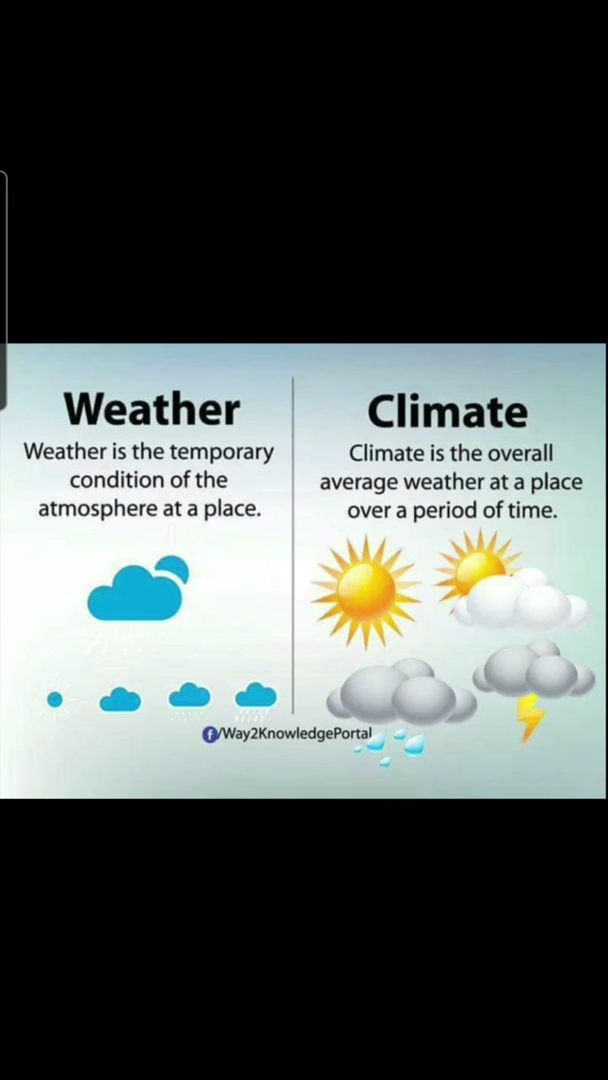 Weather
Weather is the temporary
condition of the
atmosphere at a place.
Climate
Climate is the overall
average weather at a place
over a period of time.
f/Way2KnowledgePortal